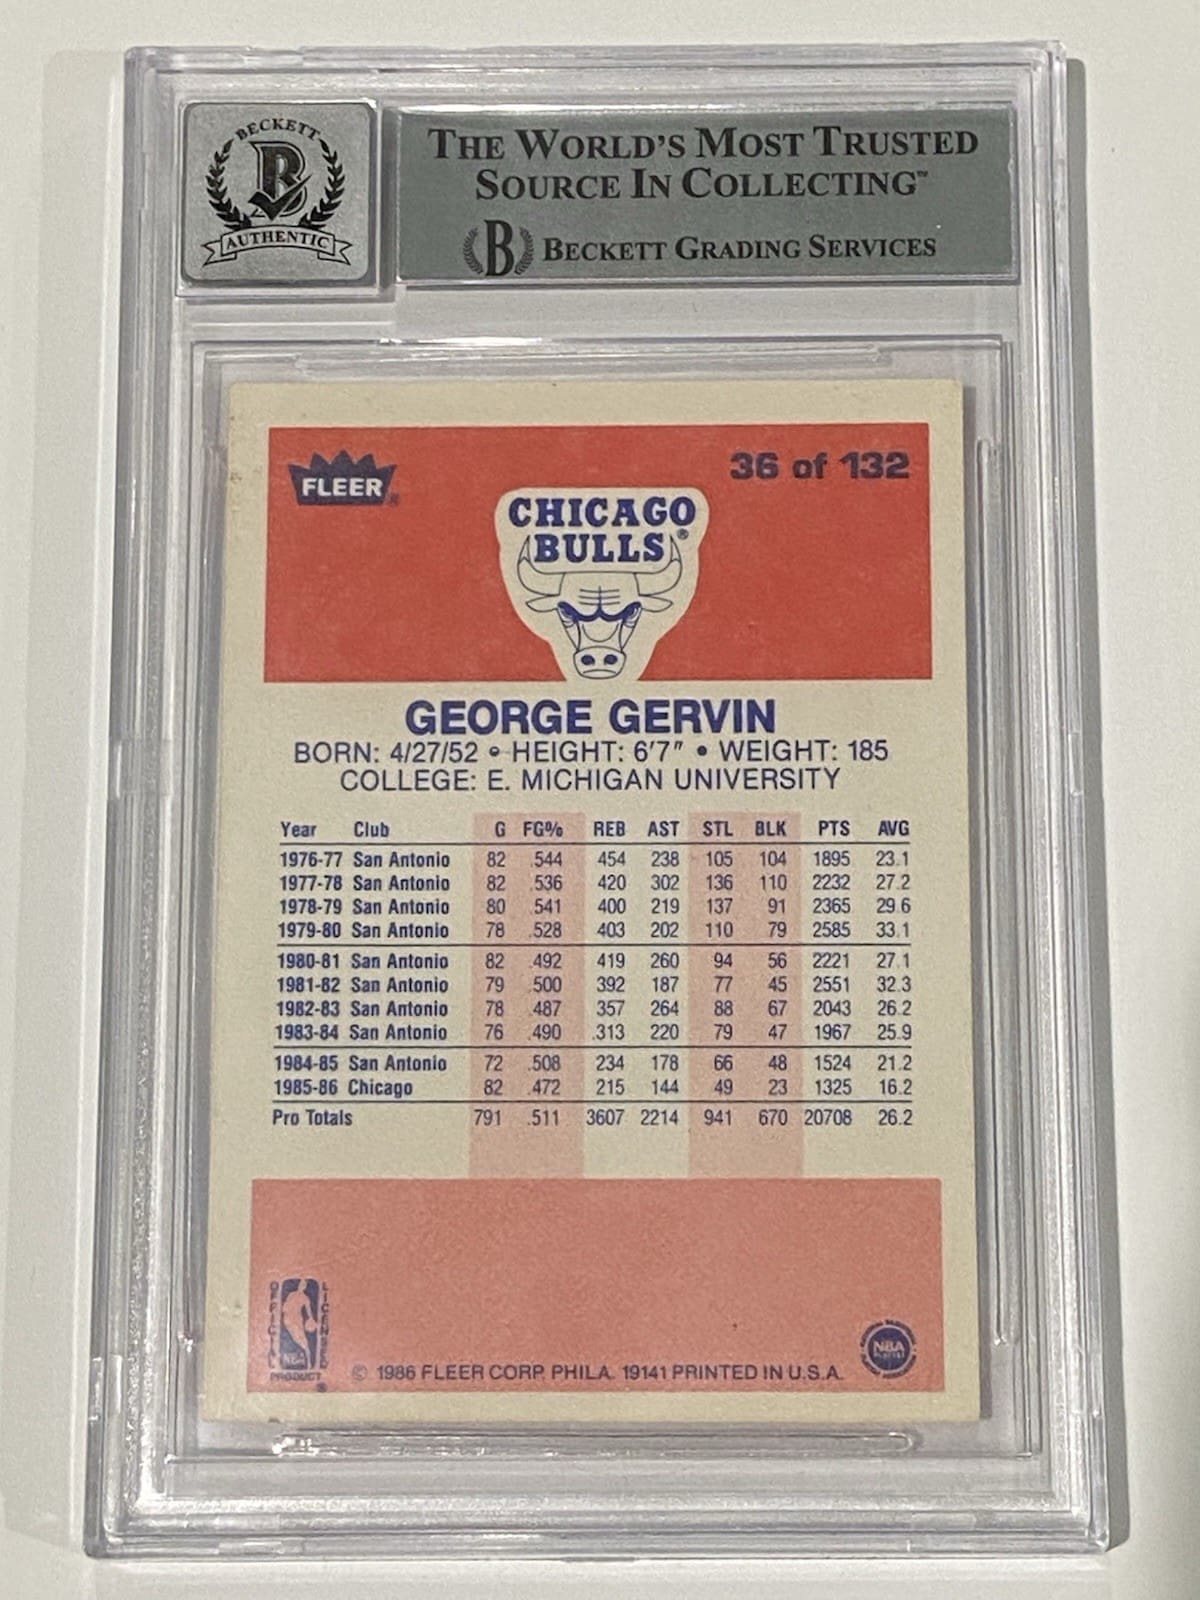 BECKETT
B
AUTHENTIC
THE WORLD'S MOST TRUSTED
SOURCE IN COLLECTING™
B BECKETT GRADING SERVICES
FLEER®
36 of 132
CHICAGO
BULLS®
GEORGE GERVIN
BORN: 4/27/52 • HEIGHT: 6'7" • WEIGHT: 185
COLLEGE: E. MICHIGAN UNIVERSITY
Year Club G FG% REB AST STL BLK PTS AVG
1976-77 San Antonio 82 .544 454 238 105 104 1895 23.1
1977-78 San Antonio 82 .536 420 302 136 110 2232 27.2
1978-79 San Antonio 80 .541 400 219 137 91 2365 29.6
1979-80 San Antonio 78 .528 403 202 110 79 2585 33.1
1980-81 San Antonio 82 .492 419 260 94 56 2221 27.1
1981-82 San Antonio 79 .500 392 187 77 45 2551 32.3
1982-83 San Antonio 78 .487 357 264 88 67 2043 26.2
1983-84 San Antonio 76 .490 .313 220 79 47 1967 25.9
1984-85 San Antonio 72 .508 234 178 66 48 1524 21.2
1985-86 Chicago 82 .472 215 144 49 23 1325 16.2
Pro Totals 791 .511 3607 2214 941 670 20708 26.2
OFFICIAL LICENSED
NBA
PRODUCT®
© 1986 FLEER CORP. PHILA. 19141 PRINTED IN U.S.A.
NBA